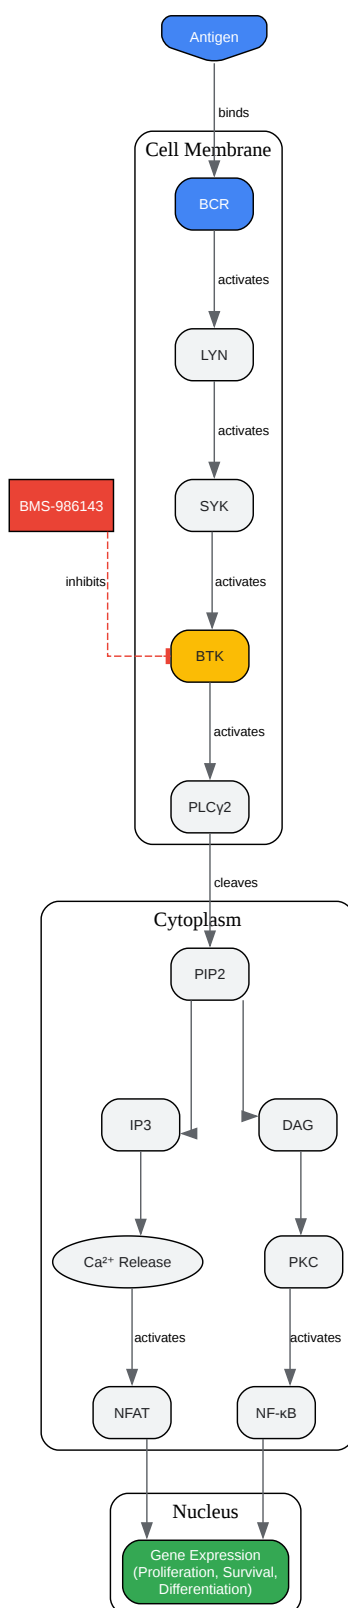 Antigen
binds
Cell Membrane
BCR
activates
LYN
activates
SYK
BMS-986143
activates
inhibits
BTK
activates
PLCγ2
cleaves
Cytoplasm
PIP2
IP3
DAG
Ca²⁺ Release
PKC
activates
activates
NFAT
NF-κB
Nucleus
Gene Expression
(Proliferation, Survival,
Differentiation)